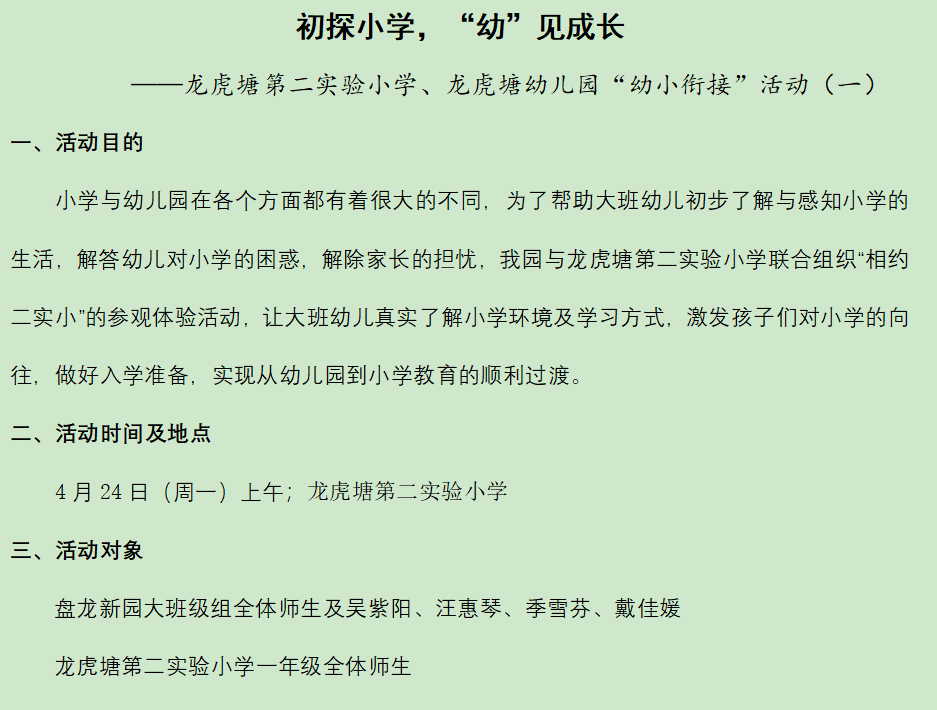 初探小学，“幼”见成长
——龙虎塘第二实验小学、龙虎塘幼儿园“幼小衔接”活动（一）
一、活动目的
小学与幼儿园在各个方面都有着很大的不同，为了帮助大班幼儿初步了解与感知小学的
生活，解答幼儿对小学的困惑，解除家长的担忧，我园与龙虎塘第二实验小学联合组织“相约
二实小”的参观体验活动，让大班幼儿真实了解小学环境及学习方式，激发孩子们对小学的向
往，做好入学准备，实现从幼儿园到小学教育的顺利过渡。
二、活动时间及地点
4 月 24 日（周一）上午；龙虎塘第二实验小学
三、活动对象
盘龙新园大班级组全体师生及吴紫阳、汪惠琴、季雪芬、戴佳媛
龙虎塘第二实验小学一年级全体师生